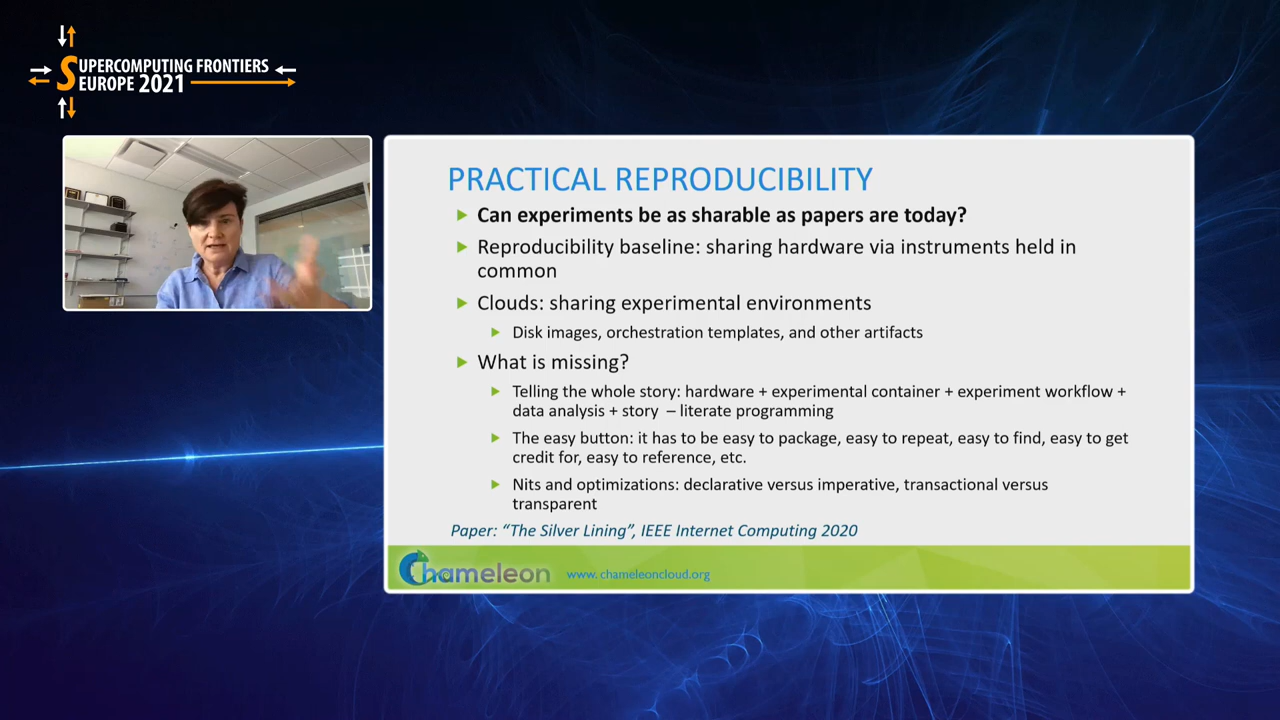 SUPERCOMPUTING FRONTIERS
EUROPE 2021
PRACTICAL REPRODUCIBILITY
Can experiments be as sharable as papers are today?
Reproducibility baseline: sharing hardware via instruments held in
common
Clouds: sharing experimental environments
Disk images, orchestration templates, and other artifacts
What is missing?
Telling the whole story: hardware + experimental container + experiment workflow +
data analysis + story – literate programming
The easy button: it has to be easy to package, easy to repeat, easy to find, easy to get
credit for, easy to reference, etc.
Nits and optimizations: declarative versus imperative, transactional versus
transparent
Paper: “The Silver Lining”, IEEE Internet Computing 2020
Chameleon www. chameleoncloud.org